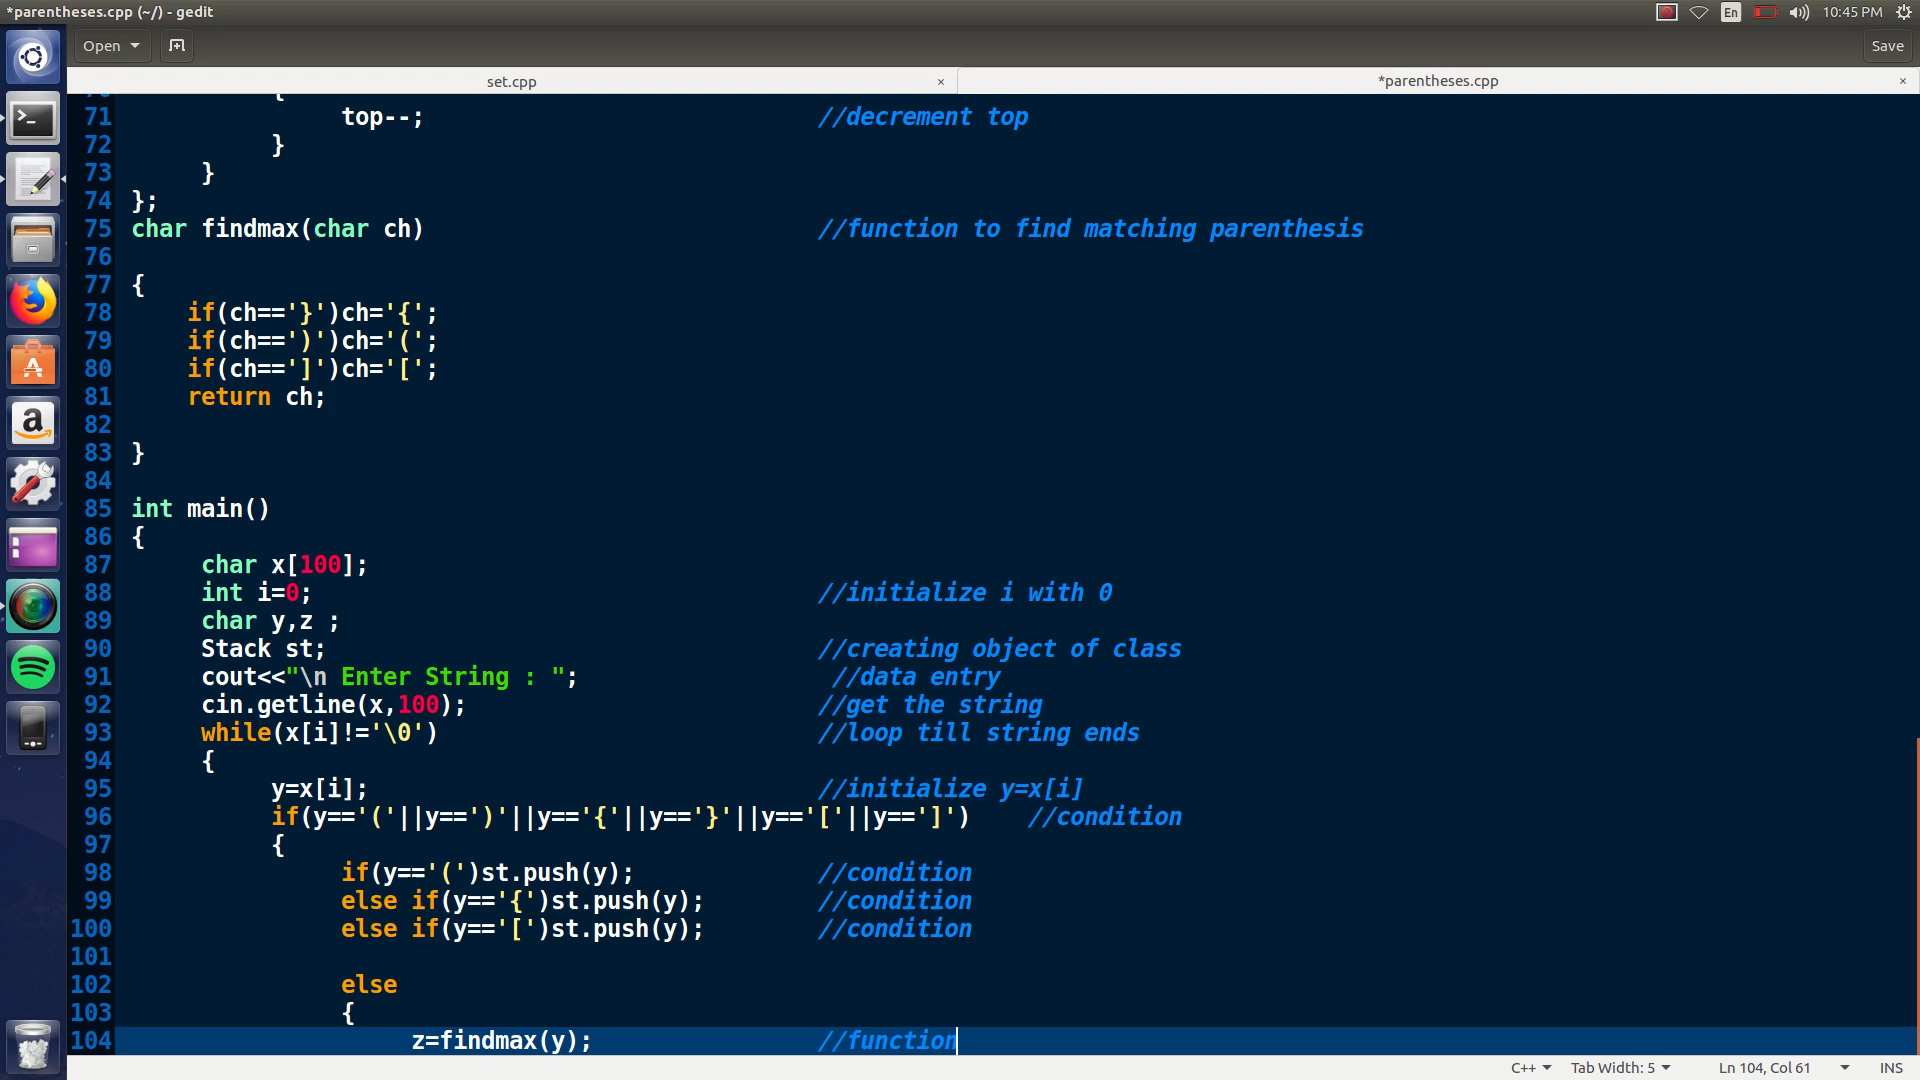 *parentheses.cpp (~/) - gedit
En
10:45 PM
Open
Save
set.cpp
*parentheses.cpp
70 {
71 top--; //decrement top
72 }
73 }
74 };
75 char findmax(char ch) //function to find matching parenthesis
76
77 {
78 if(ch=='}')ch='{';
79 if(ch==')')ch='(';
80 if(ch==']')ch='[';
81 return ch;
82
83 }
84
85 int main()
86 {
87 char x[100];
88 int i=0; //initialize i with 0
89 char y,z ;
90 Stack st; //creating object of class
91 cout<<"\n Enter String : "; //data entry
92 cin.getline(x,100); //get the string
93 while(x[i]!='\0') //loop till string ends
94 {
95 y=x[i]; //initialize y=x[i]
96 if(y=='('||y==')'||y=='{'||y=='}'||y=='['||y==']') //condition
97 {
98 if(y=='(')st.push(y); //condition
99 else if(y=='{')st.push(y); //condition
100 else if(y=='[')st.push(y); //condition
101
102 else
103 {
104 z=findmax(y); //function
C++ Tab Width: 5 Ln 104, Col 61 INS